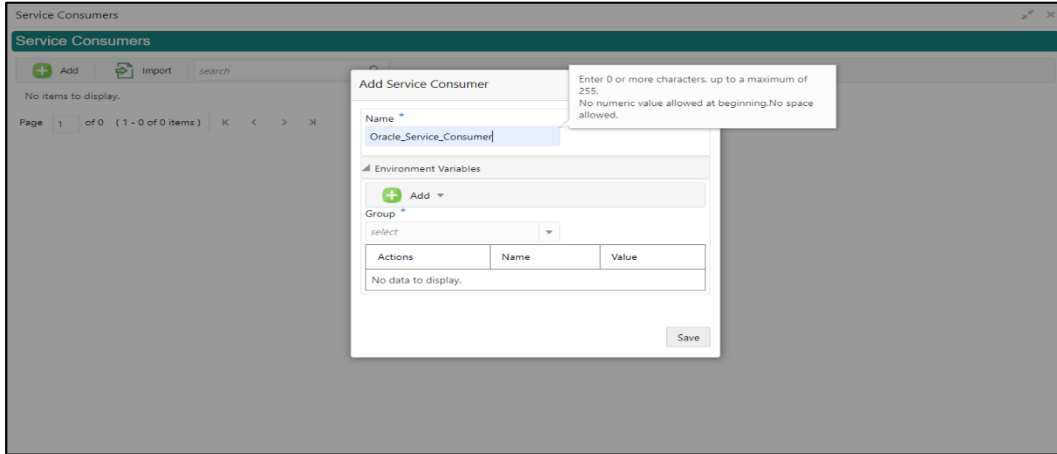 Service Consumers
Service Consumers
Add Import search
No items to display.
Page 1 of 0 (1 - 0 of 0 items)
Add Service Consumer
Enter 0 or more characters. up to a maximum of
255.
No numeric value allowed at beginning.No space
allowed.
Name *
Oracle_Service_Consumer
Environment Variables
Add
Group *
select
Actions Name Value
No data to display.
Save